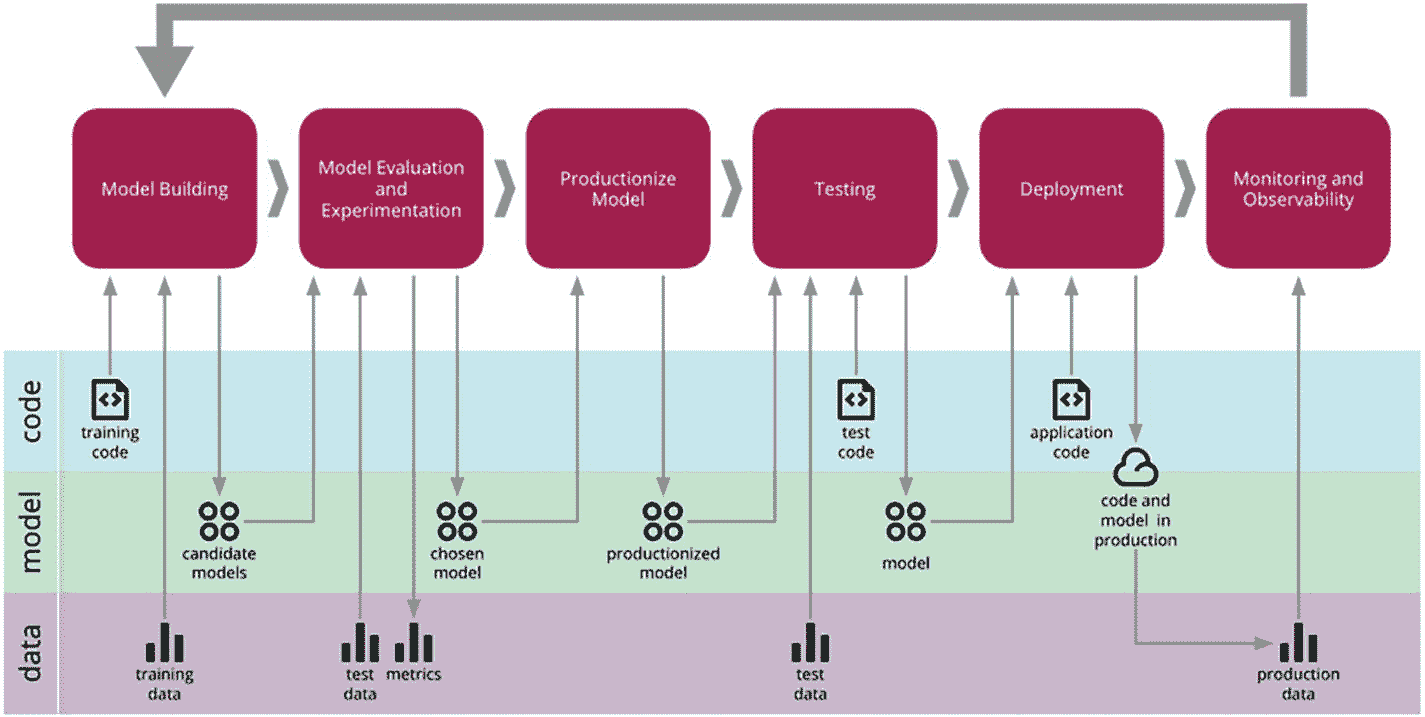 Model Building
Model Evaluation
and
Experimentation
Productionize
Model
Testing
Deployment
Monitoring and
Observability
code
training
code
test
code
application
code
model
candidate
models
chosen
model
productionized
model
model
code and
model in
production
data
training
data
test
data
metrics
test
data
production
data